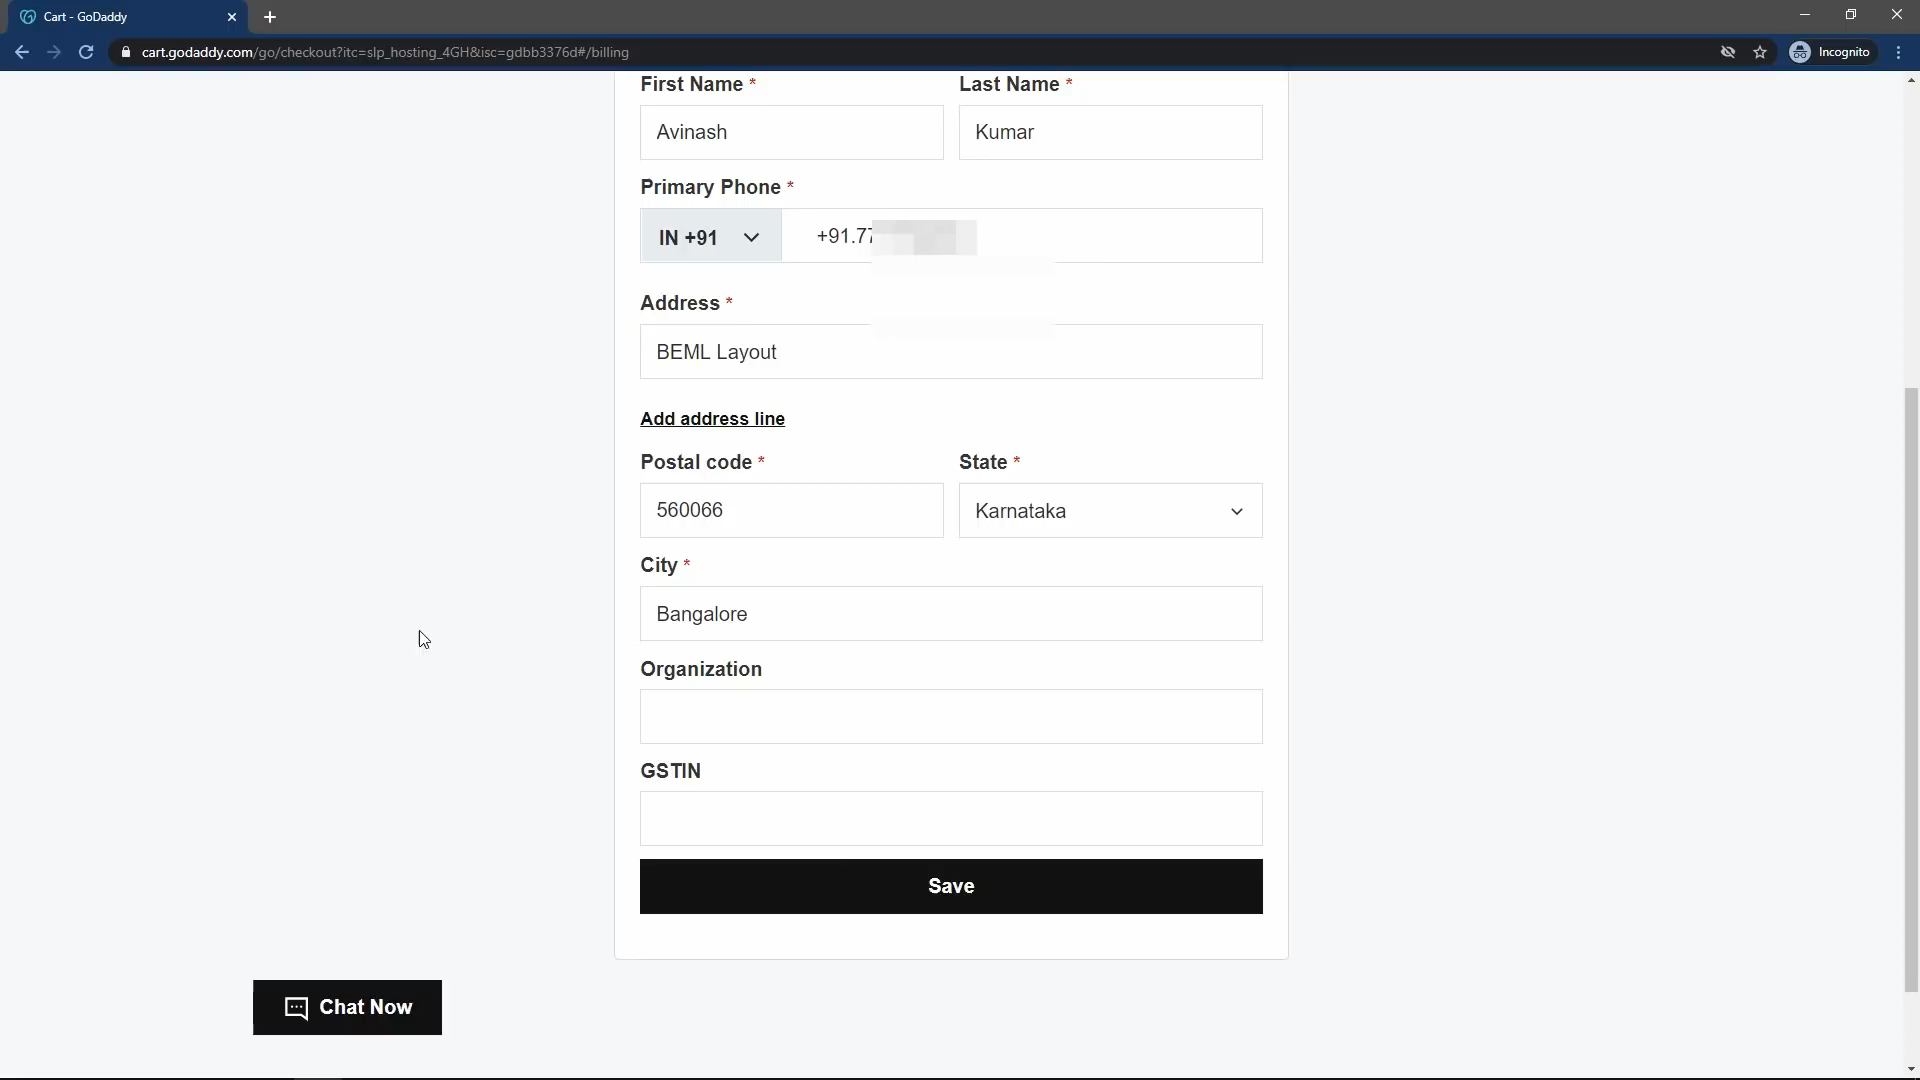 Cart - GoDaddy
cart.godaddy.com/go/checkout?itc=slp_hosting_4GH&isc=gdbb3376d#/billing
Incognito
First Name * Last Name *
Avinash Kumar
Primary Phone *
IN +91 +91.77
Address *
BEML Layout
Add address line
Postal code * State *
560066 Karnataka
City *
Bangalore
Organization
GSTIN
Save
Chat Now